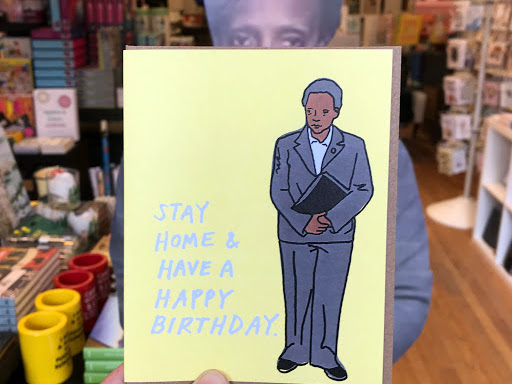 STAY
HOME &
HAVE A
HAPPY
BIRTHDAY.